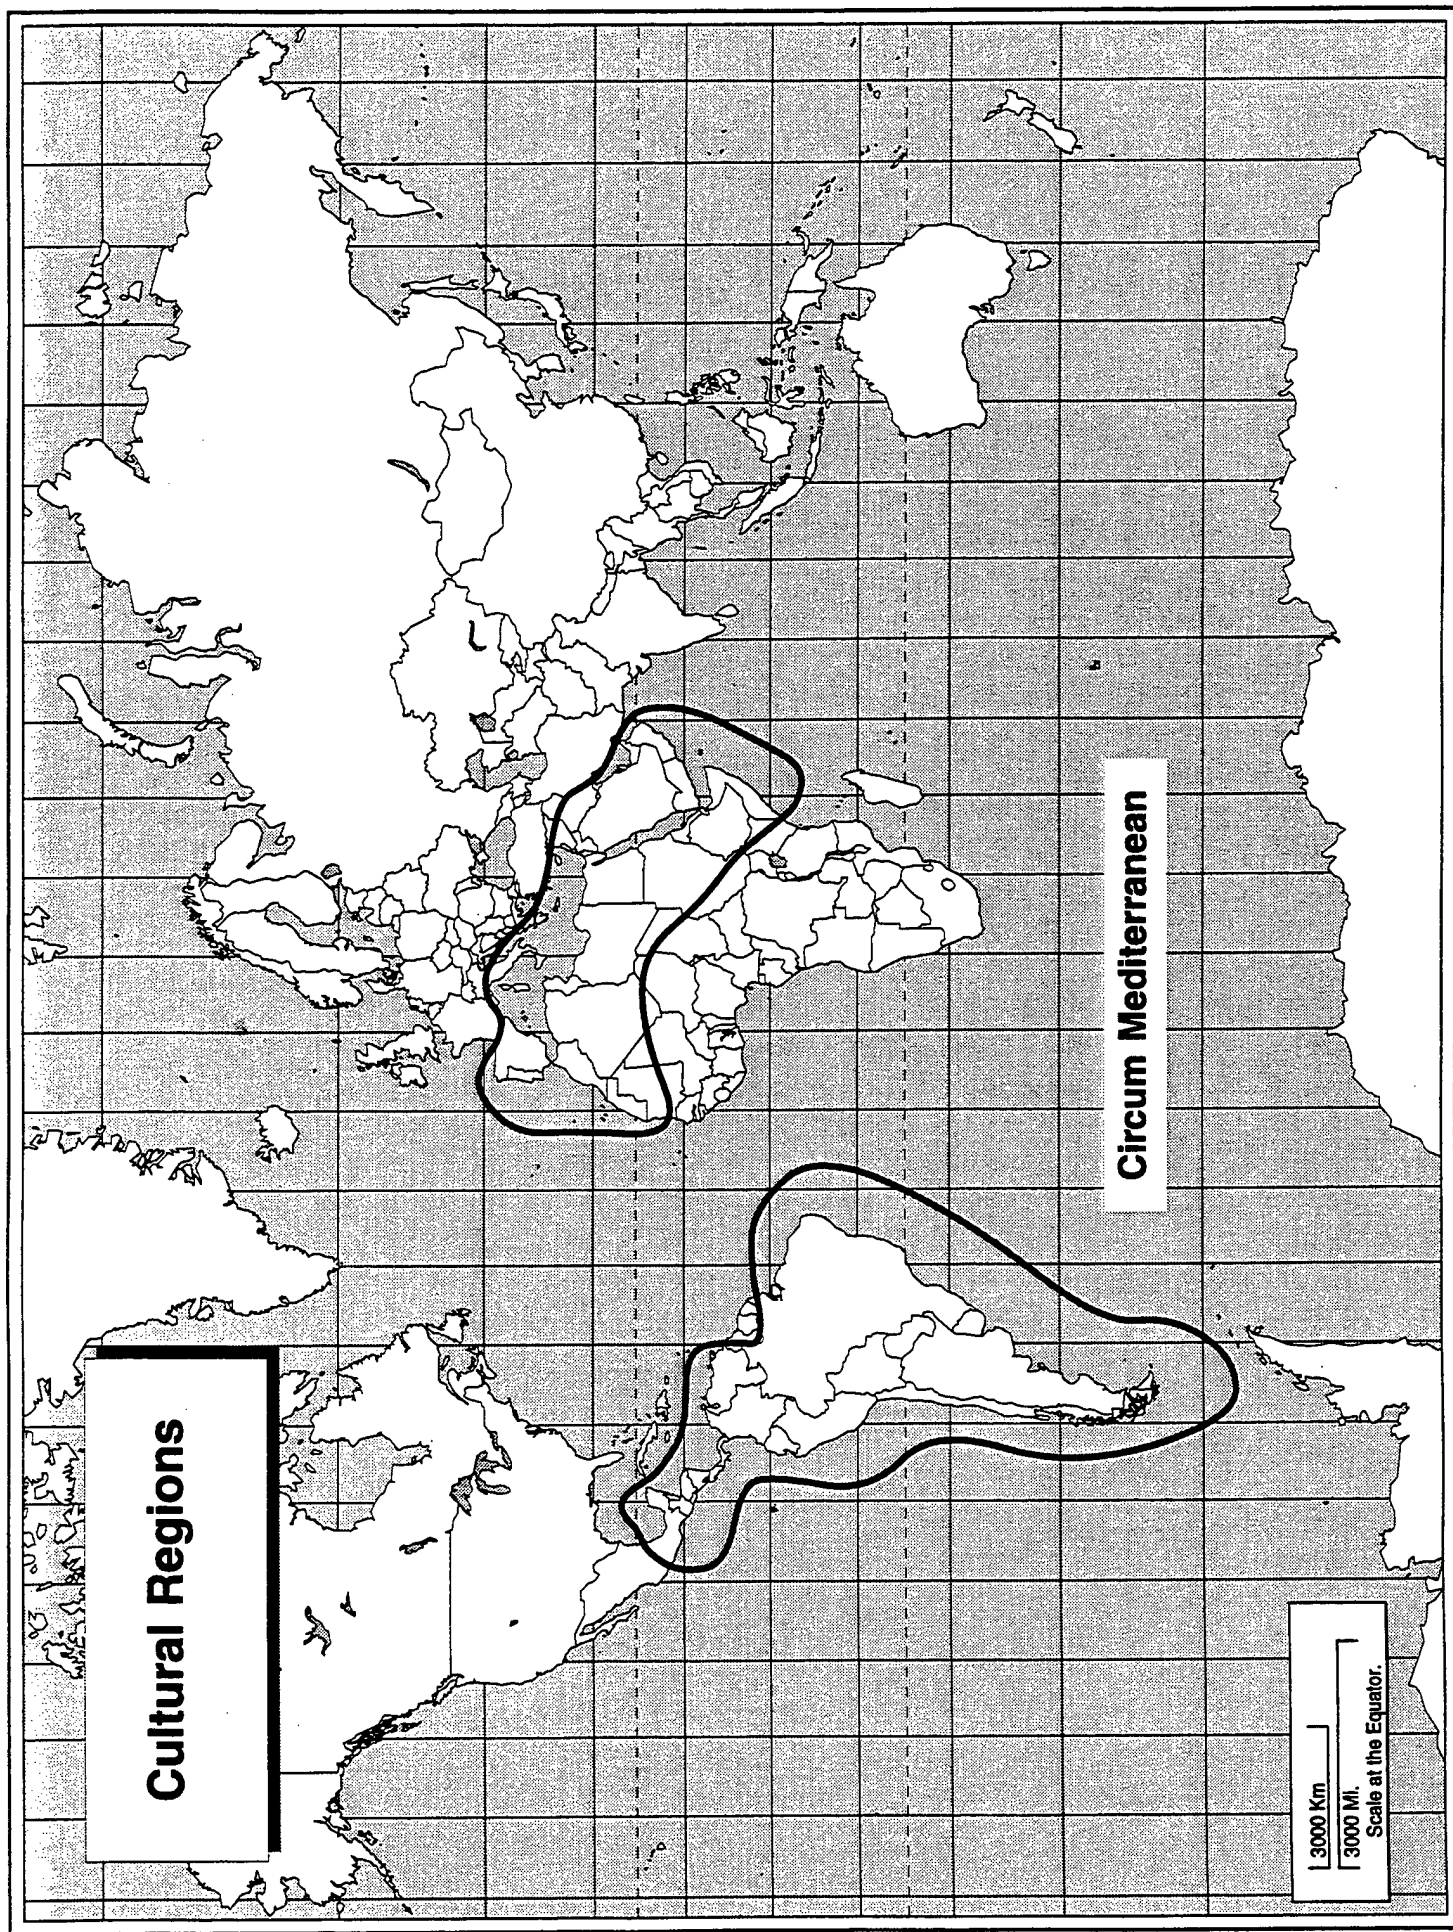 Cultural Regions
Circum Mediterranean
3000 Km
3000 Mi.
Scale at the Equator.